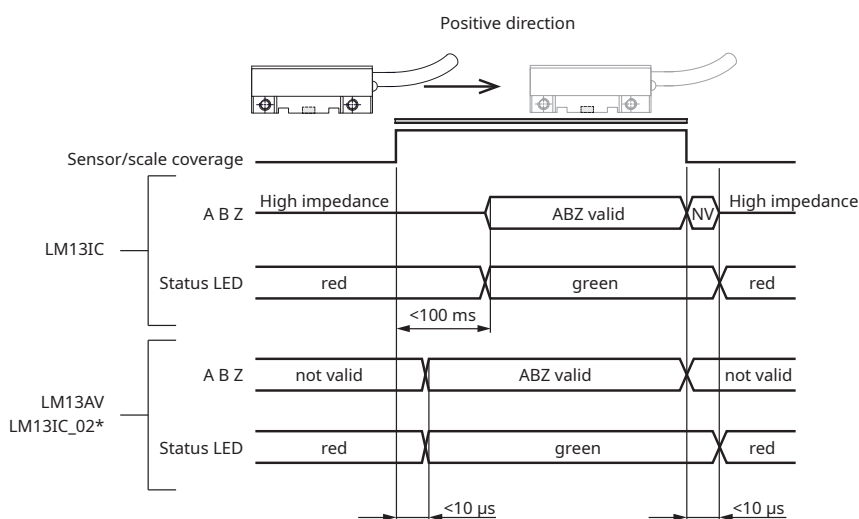 Positive direction
Sensor/scale coverage
High impedance
High impedance
A B Z
ABZ valid
NV
LM13IC
Status LED
red
green
red
<100 ms
A B Z
not valid
ABZ valid
not valid
LM13AV
LM13IC_02*
Status LED
red
green
red
<10 µs
<10 µs